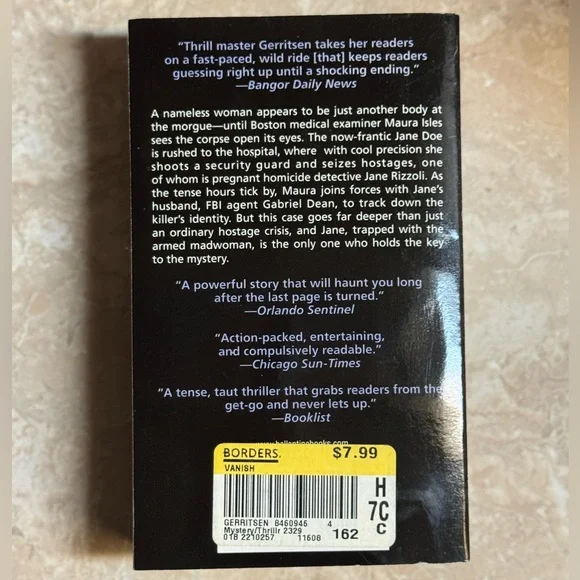 “Thrill master Gerritsen takes her readers
on a fast-paced, wild ride [that] keeps readers
guessing right up until a shocking ending.”
—Bangor Daily News
A nameless woman appears to be just another body at
the morgue—until Boston medical examiner Maura Isles
sees the corpse open its eyes. The now-frantic Jane Doe
is rushed to the hospital, where with cool precision she
shoots a security guard and seizes hostages, one
of whom is pregnant homicide detective Jane Rizzoli. As
the tense hours tick by, Maura joins forces with Jane’s
husband, FBI agent Gabriel Dean, to track down the
killer’s identity. But this case goes far deeper than just
an ordinary hostage crisis, and Jane, trapped with the
armed madwoman, is the only one who holds the key
to the mystery.
“A powerful story that will haunt you long
after the last page is turned.”
—Orlando Sentinel
“Action-packed, entertaining,
and compulsively readable.”
—Chicago Sun-Times
“A tense, taut thriller that grabs readers from the
get-go and never lets up.”
—Booklist
www.ballantinebooks.com
BORDERS. $7.99
VANISH
H
7C
C
GERRITSEN 8460946 4
Mystery/Thrillr 2329
018 2210257 11608 162